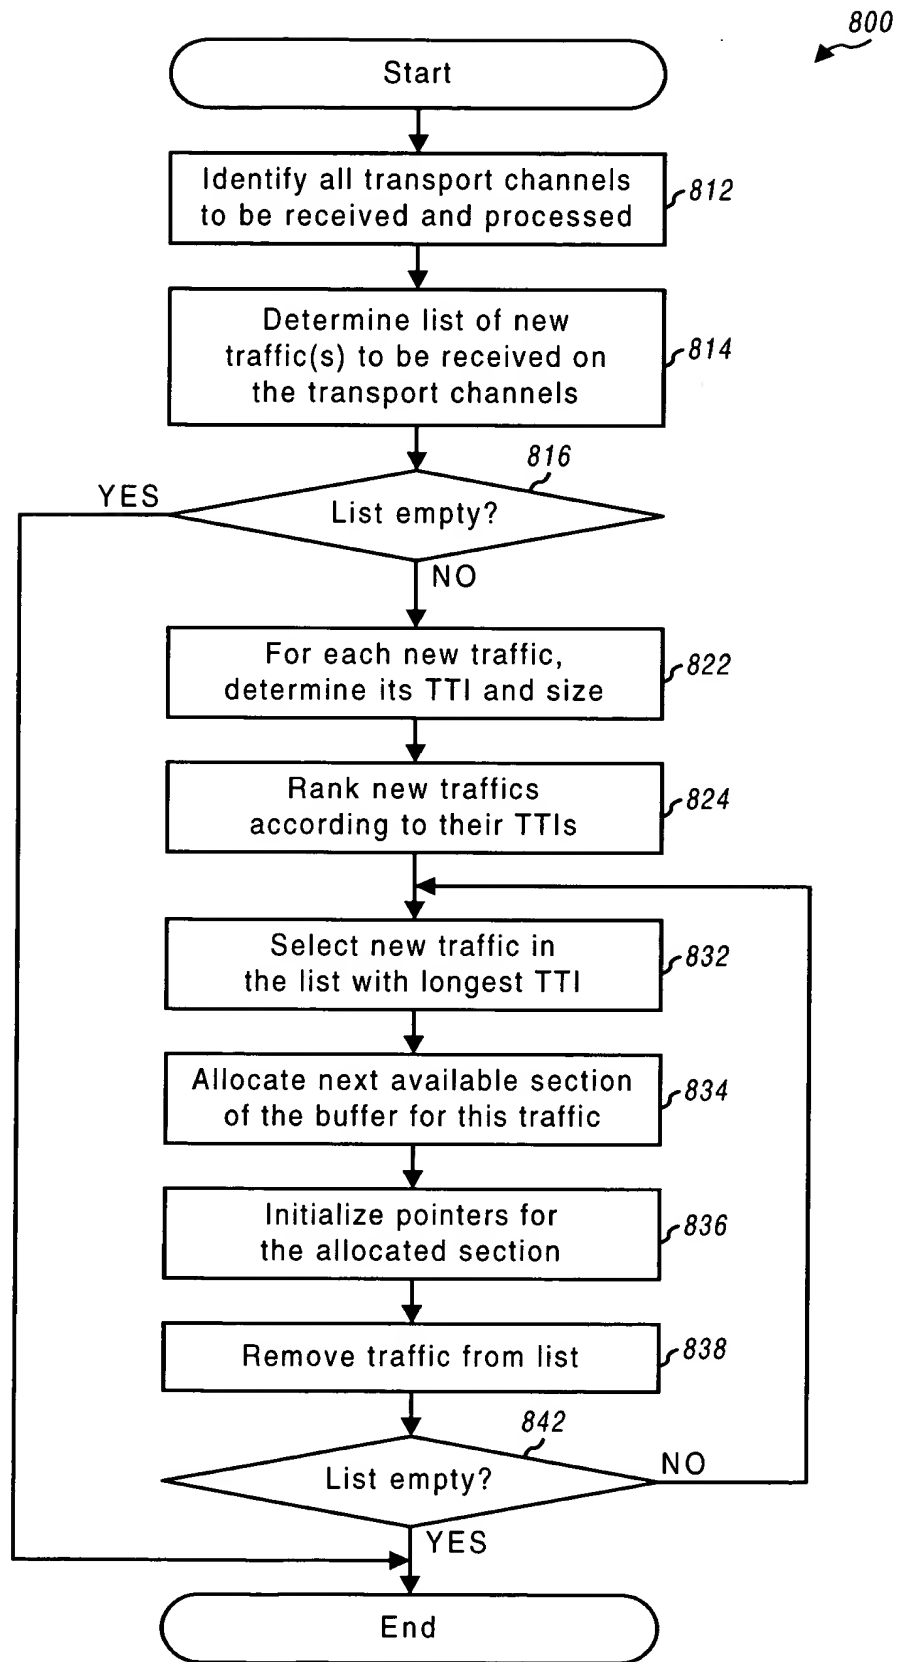 800
Start
Identify all transport channels
to be received and processed
812
Determine list of new
traffic(s) to be received on
the transport channels
814
816
YES
List empty?
NO
For each new traffic,
determine its TTI and size
822
Rank new traffics
according to their TTIs
824
Select new traffic in
the list with longest TTI
832
Allocate next available section
of the buffer for this traffic
834
Initialize pointers for
the allocated section
836
Remove traffic from list
838
842
List empty?
NO
YES
End